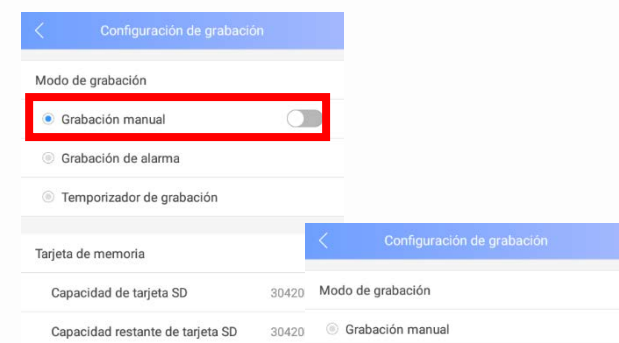 Configuración de grabación
Modo de grabación
Grabación manual
Grabación de alarma
Temporizador de grabación
Tarjeta de memoria
Capacidad de tarjeta SD 30420
Capacidad restante de tarjeta SD 30420
Configuración de grabación
Modo de grabación
Grabación manual